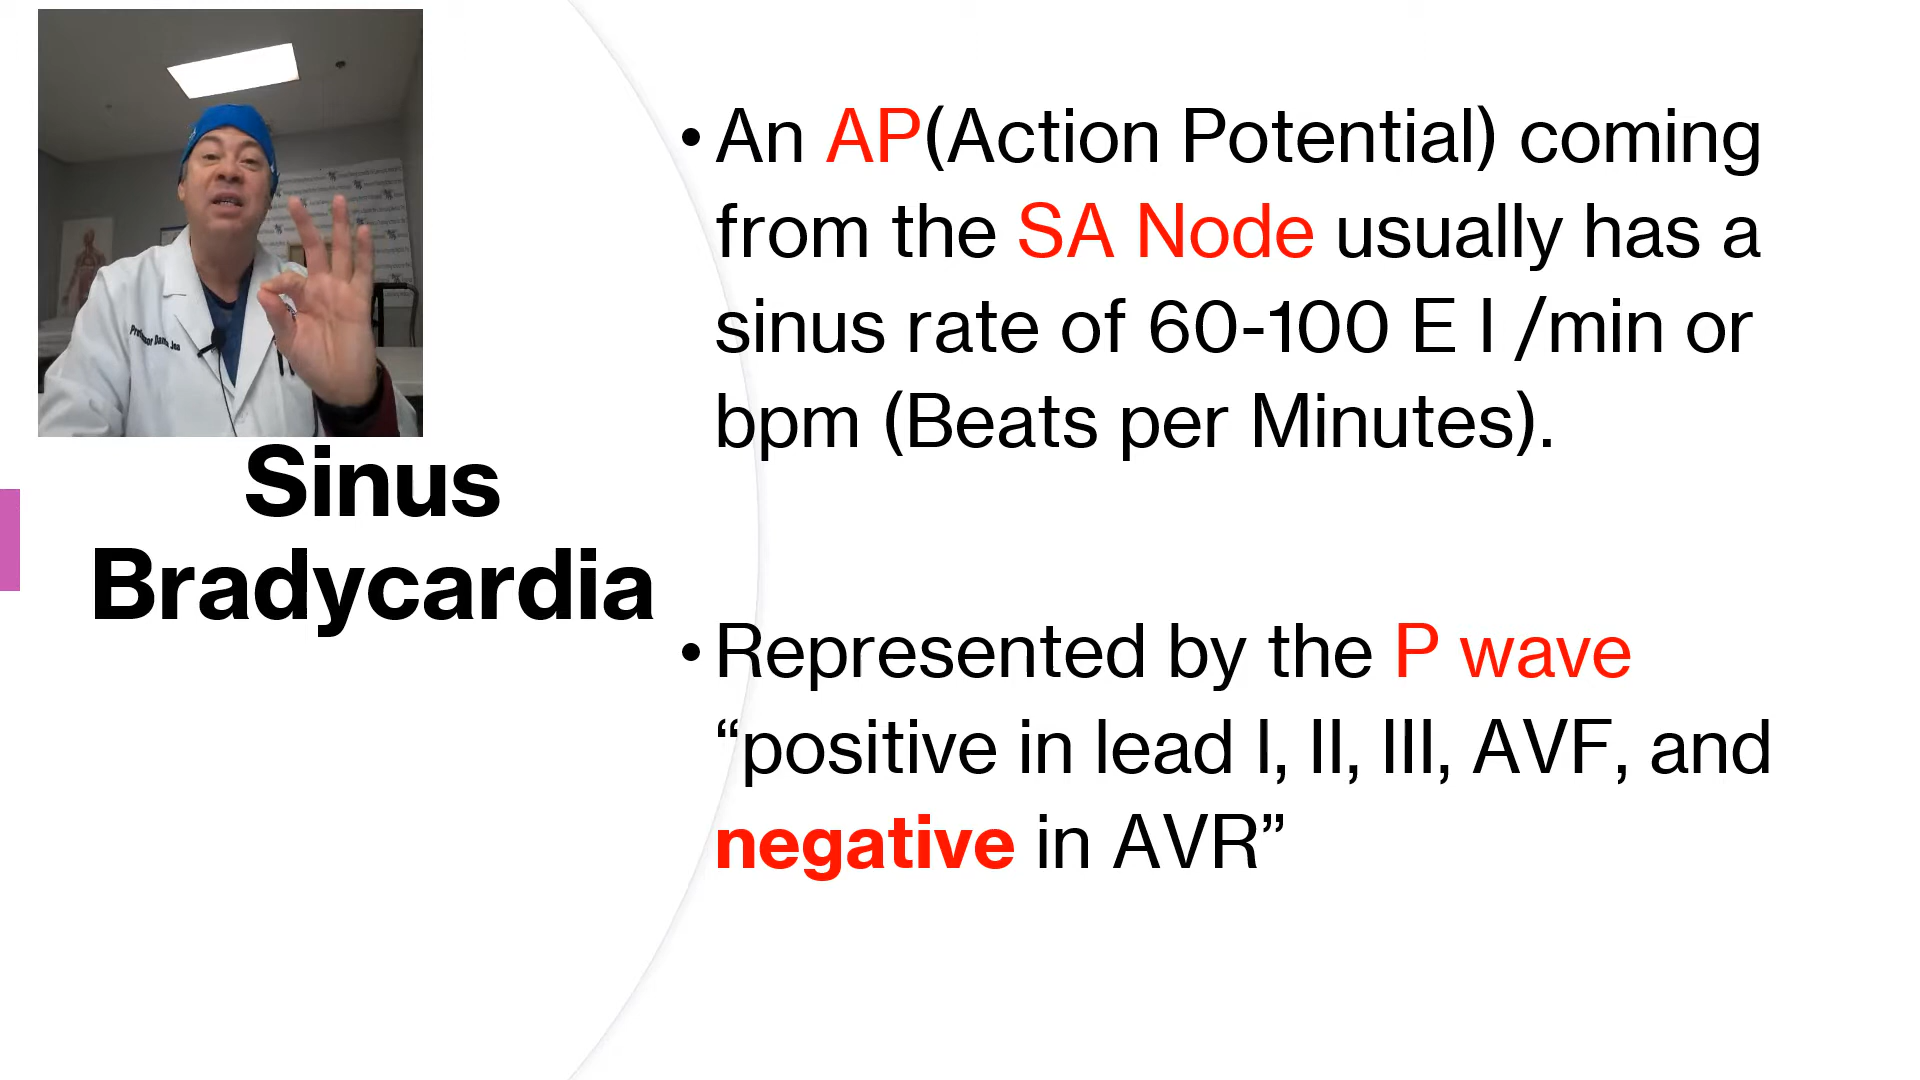 Sinus
Bradycardia
• An AP(Action Potential) coming
from the SA Node usually has a
sinus rate of 60-100 E I /min or
bpm (Beats per Minutes).
• Represented by the P wave
“positive in lead I, II, III, AVF, and
negative in AVR”